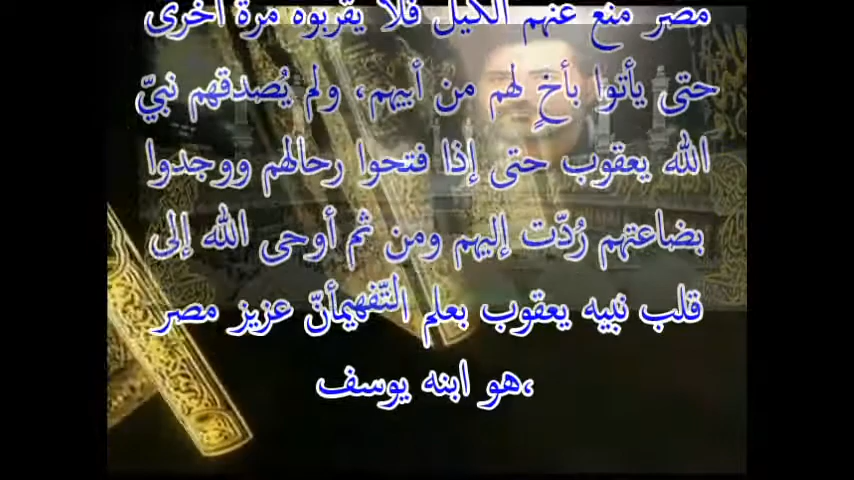 مصر منع عنهم الكيل فلا يقربوه مرة أخرى
حتى يأتوا بأخٍ لهم من أبيهم، ولم يُصدقهم نبيّ
الله يعقوب حتى إذا فتحوا رحالهم ووجدوا
بضاعتهم رُدّت إليهم ومن ثم أوحى الله إلى
قلب نبيه يعقوب بعلم التّفهيمأنّ عزيز مصر
هو ابنه يوسف،